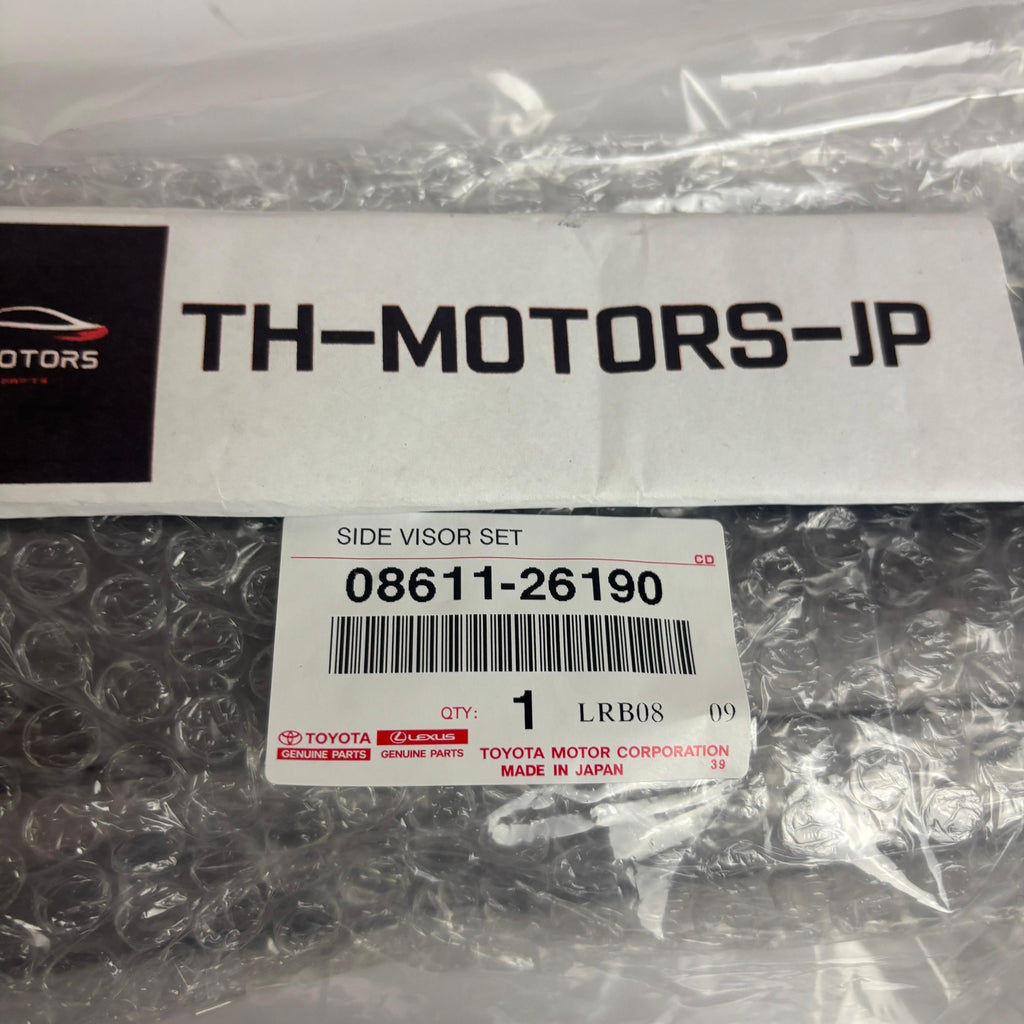 TH-MOTORS-JP
OTORS
SIDE VISOR SET
CD
08611-26190
QTY: 1 LRB08 09
TOYOTA LEXUS
GENUINE PARTS GENUINE PARTS
TOYOTA MOTOR CORPORATION
MADE IN JAPAN 39